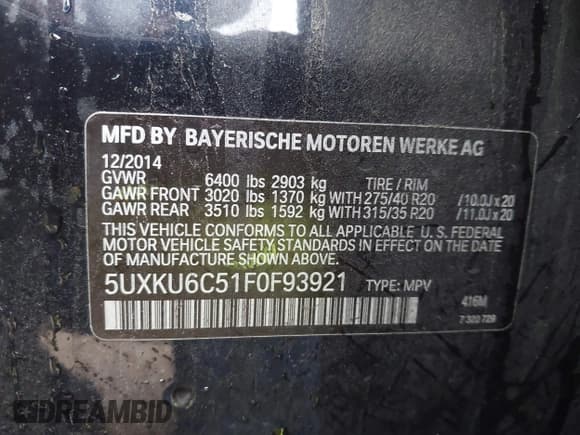 MFD BY BAYERISCHE MOTOREN WERKE AG
12/2014
GVWR 6400 lbs 2903 kg TIRE / RIM
GAWR FRONT 3020 lbs 1370 kg WITH 275/40 R20 /10.0J x 20
GAWR REAR 3510 lbs 1592 kg WITH 315/35 R20 /11.0J x 20
THIS VEHICLE CONFORMS TO ALL APPLICABLE U. S. FEDERAL
MOTOR VEHICLE SAFETY STANDARDS IN EFFECT ON THE DATE
OF MANUFACTURE SHOWN ABOVE.
5UXKU6C51F0F93921 TYPE: MPV
416M
7 303 729
DREAMBID